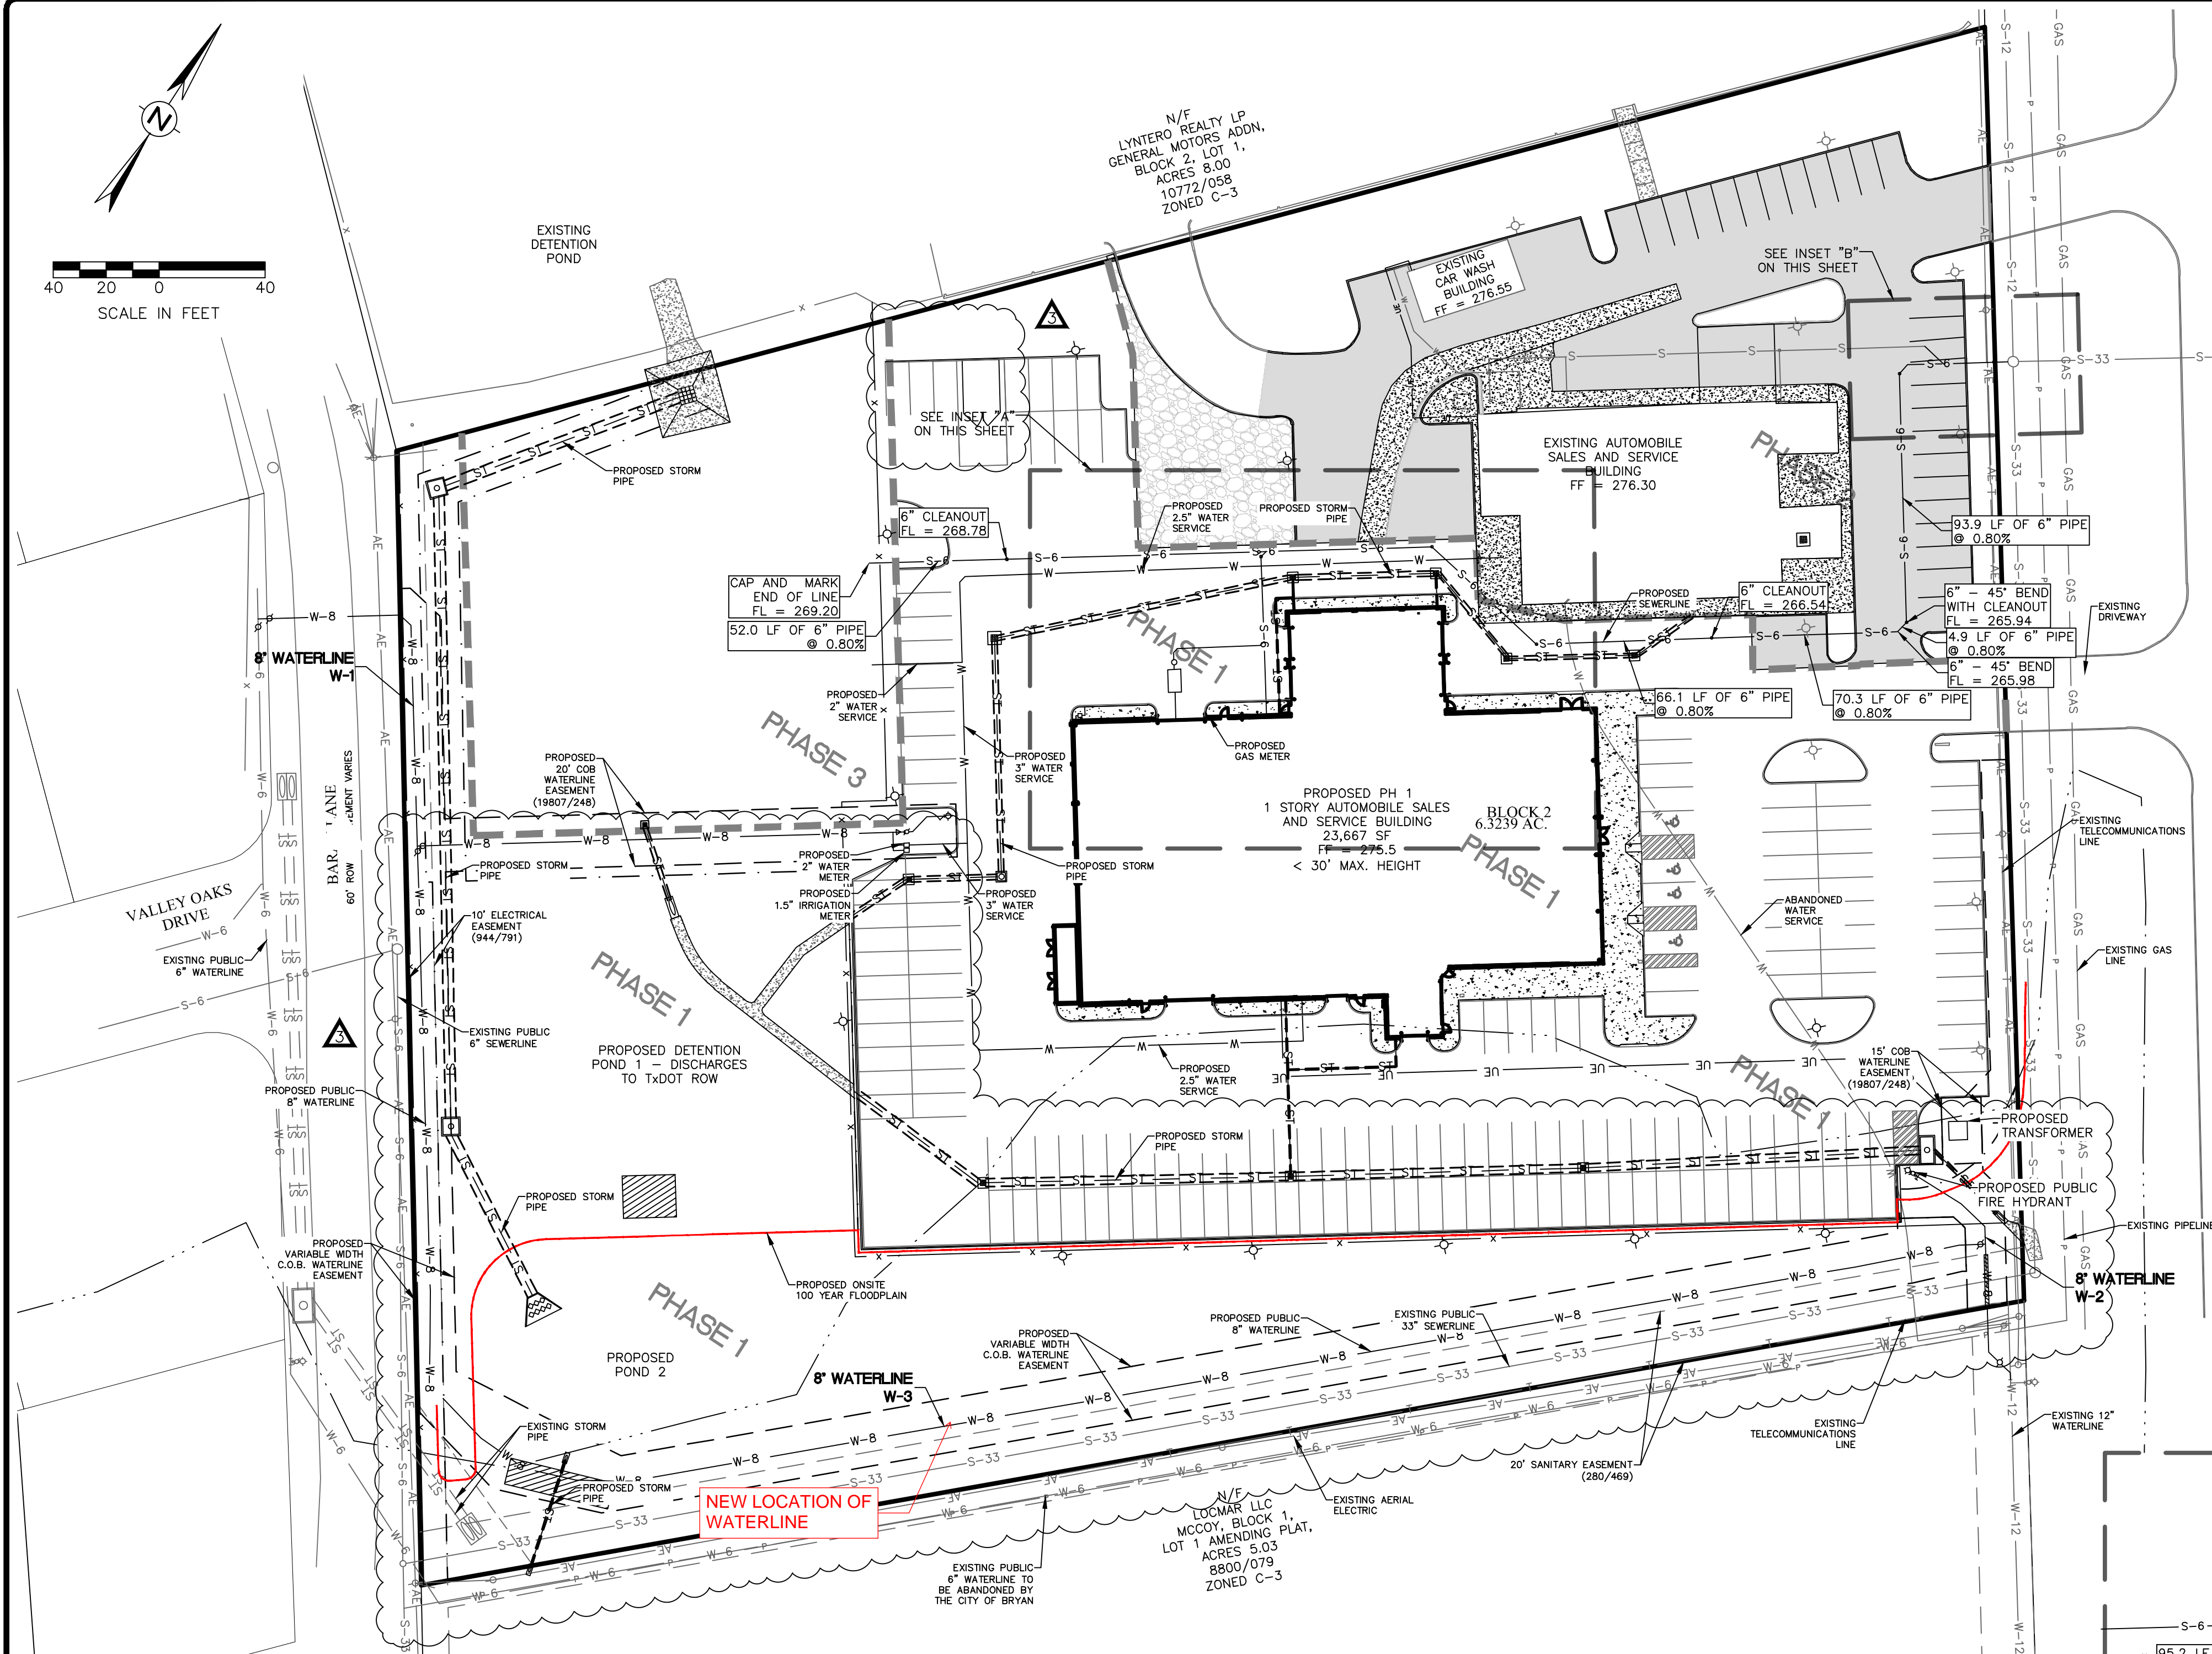 N
40 20 0 40
SCALE IN FEET
EXISTING
DETENTION
POND
N/F
LYNTERO REALTY LP
GENERAL MOTORS ADDN,
BLOCK 2, LOT 1,
ACRES 8.00
10772/058
ZONED C-3
3
EXISTING
CAR WASH
BUILDING
FF = 276.55
SEE INSET "B"
ON THIS SHEET
SEE INSET "A"
ON THIS SHEET
EXISTING AUTOMOBILE
SALES AND SERVICE
BUILDING
FF = 276.30
PROPOSED STORM
PIPE
6" CLEANOUT
FL = 268.78
PROPOSED
2.5" WATER
SERVICE
PROPOSED STORM
PIPE
93.9 LF OF 6" PIPE
@ 0.80%
CAP AND MARK
END OF LINE
FL = 269.20
52.0 LF OF 6" PIPE
@ 0.80%
PROPOSED
SEWERLINE
6" CLEANOUT
FL = 266.54
6" - 45° BEND
WITH CLEANOUT
FL = 265.94
4.9 LF OF 6" PIPE
@ 0.80%
6" - 45° BEND
FL = 265.98
EXISTING
DRIVEWAY
66.1 LF OF 6" PIPE
@ 0.80%
70.3 LF OF 6" PIPE
@ 0.80%
8" WATERLINE
W-1
PROPOSED
2" WATER
SERVICE
PHASE 1
PHASE 3
PROPOSED
3" WATER
SERVICE
PROPOSED
GAS METER
PROPOSED
20' COB
WATERLINE
EASEMENT
(19807/248)
PROPOSED PH 1
1 STORY AUTOMOBILE SALES
AND SERVICE BUILDING
23,667 SF
FF = 275.5
< 30' MAX. HEIGHT
BLOCK 2
6.3239 AC.
PHASE 1
EXISTING
TELECOMMUNICATIONS
LINE
60' ROW
VALLEY OAKS
DRIVE
PROPOSED STORM
PIPE
PROPOSED
2" WATER
METER
PROPOSED
1.5" IRRIGATION
METER
PROPOSED
3" WATER
SERVICE
PROPOSED STORM
PIPE
ABANDONED
WATER
SERVICE
10' ELECTRICAL
EASEMENT
(944/791)
EXISTING PUBLIC
6" WATERLINE
EXISTING GAS
LINE
PHASE 1
3
EXISTING PUBLIC
6" SEWERLINE
PROPOSED DETENTION
POND 1 - DISCHARGES
TO TxDOT ROW
PROPOSED
2.5" WATER
SERVICE
PHASE 1
15' COB
WATERLINE
EASEMENT
(19807/248)
PROPOSED PUBLIC
8" WATERLINE
PROPOSED STORM
PIPE
PROPOSED
TRANSFORMER
PROPOSED STORM
PIPE
PROPOSED PUBLIC
FIRE HYDRANT
EXISTING PIPELINE
PROPOSED
VARIABLE WIDTH
C.O.B. WATERLINE
EASEMENT
PROPOSED ONSITE
100 YEAR FLOODPLAIN
8" WATERLINE
W-2
PHASE 1
PROPOSED
POND 2
PROPOSED
VARIABLE WIDTH
C.O.B. WATERLINE
EASEMENT
PROPOSED PUBLIC
8" WATERLINE
EXISTING PUBLIC
33" SEWERLINE
8" WATERLINE
W-3
EXISTING STORM
PIPE
PROPOSED STORM
PIPE
NEW LOCATION OF
WATERLINE
EXISTING
TELECOMMUNICATIONS
LINE
EXISTING 12"
WATERLINE
20' SANITARY EASEMENT
(280/469)
EXISTING AERIAL
ELECTRIC
N/F
LOCMAR LLC
MCCOY, BLOCK 1,
LOT 1 AMENDING PLAT,
ACRES 5.03
8800/079
ZONED C-3
EXISTING PUBLIC
6" WATERLINE TO
BE ABANDONED BY
THE CITY OF BRYAN
S-6